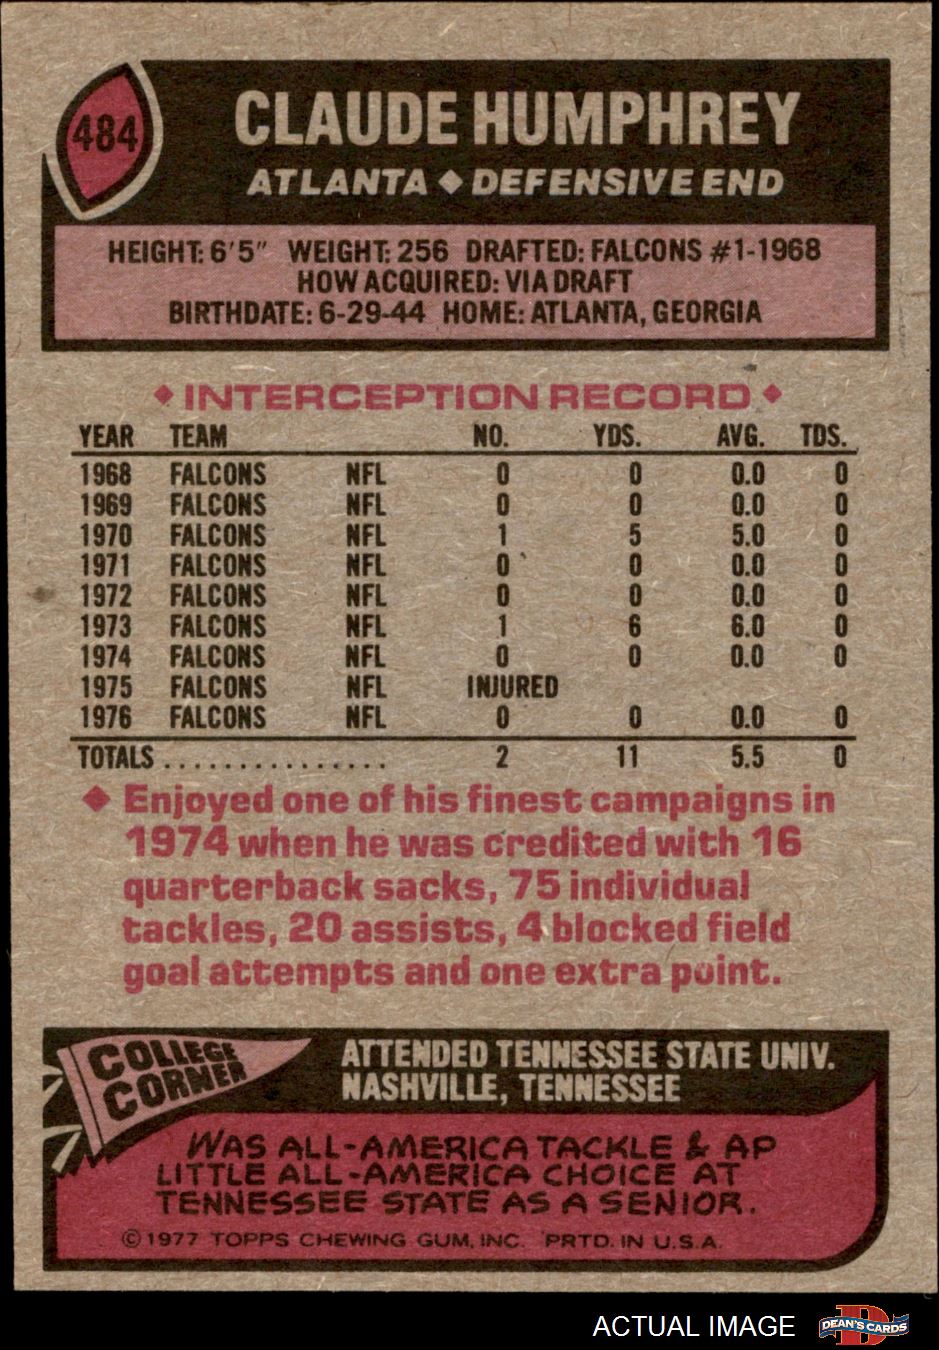 484
CLAUDE HUMPHREY
ATLANTA ◆ DEFENSIVE END
HEIGHT: 6'5" WEIGHT: 256 DRAFTED: FALCONS #1-1968
HOW ACQUIRED: VIA DRAFT
BIRTHDATE: 6-29-44 HOME: ATLANTA, GEORGIA
◆ INTERCEPTION RECORD ◆
YEAR TEAM NO. YDS. AVG. TDS.
1968 FALCONS NFL 0 0 0.0 0
1969 FALCONS NFL 0 0 0.0 0
1970 FALCONS NFL 1 5 5.0 0
1971 FALCONS NFL 0 0 0.0 0
1972 FALCONS NFL 0 0 0.0 0
1973 FALCONS NFL 1 6 6.0 0
1974 FALCONS NFL 0 0 0.0 0
1975 FALCONS NFL INJURED
1976 FALCONS NFL 0 0 0.0 0
TOTALS ............... 2 11 5.5 0
◆ Enjoyed one of his finest campaigns in
1974 when he was credited with 16
quarterback sacks, 75 individual
tackles, 20 assists, 4 blocked field
goal attempts and one extra point.
COLLEGE
CORNER
ATTENDED TENNESSEE STATE UNIV.
NASHVILLE, TENNESSEE
WAS ALL-AMERICA TACKLE & AP
LITTLE ALL-AMERICA CHOICE AT
TENNESSEE STATE AS A SENIOR.
© 1977 TOPPS CHEWING GUM, INC. PRTD. IN U.S.A.
ACTUAL IMAGE
D
DEAN'S CARDS